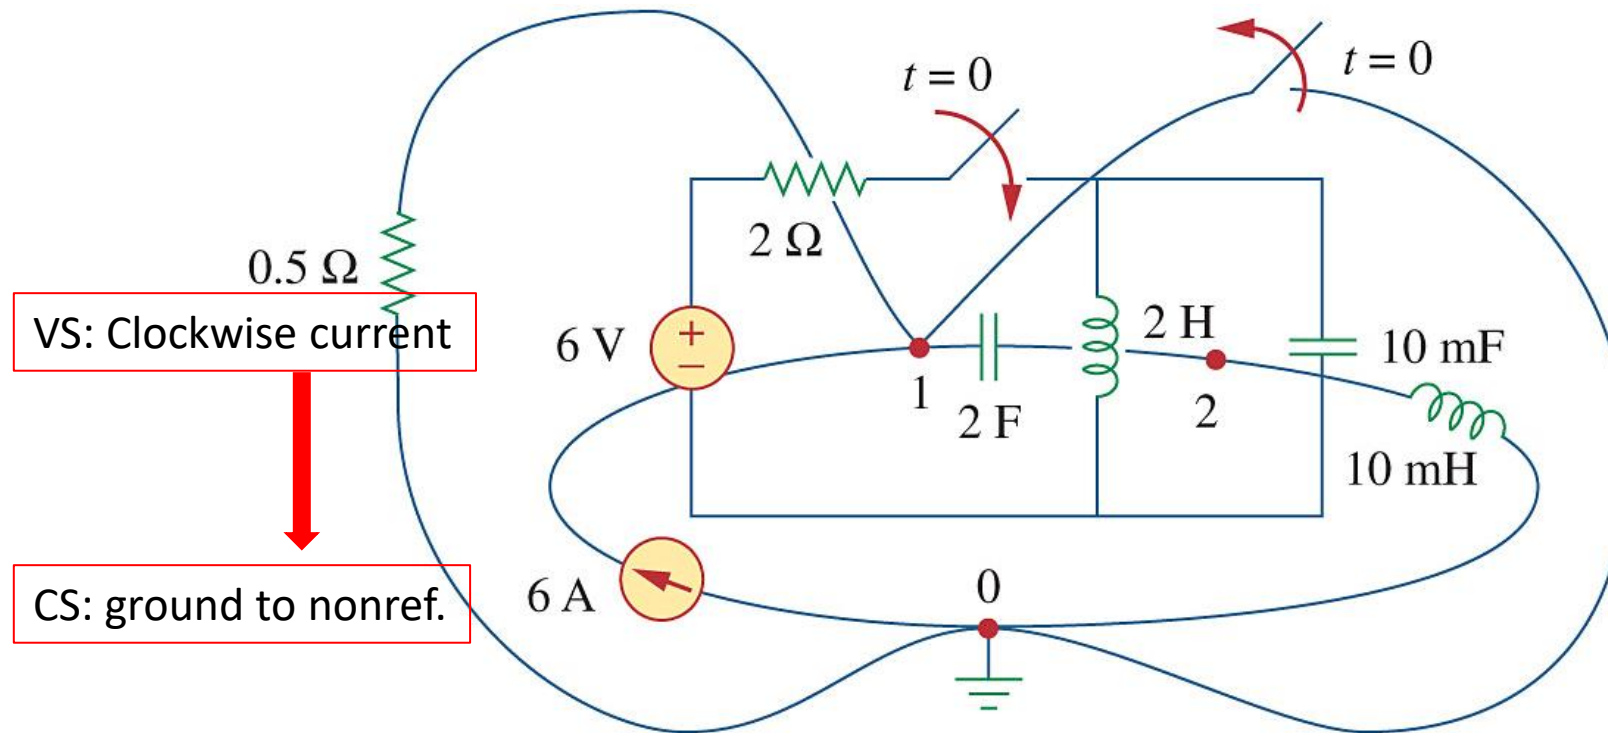 t = 0
t = 0
2 Ω
0.5 Ω
VS: Clockwise current
6 V
+
−
2 H
10 mF
1
2 F
2
10 mH
CS: ground to nonref.
6 A
0